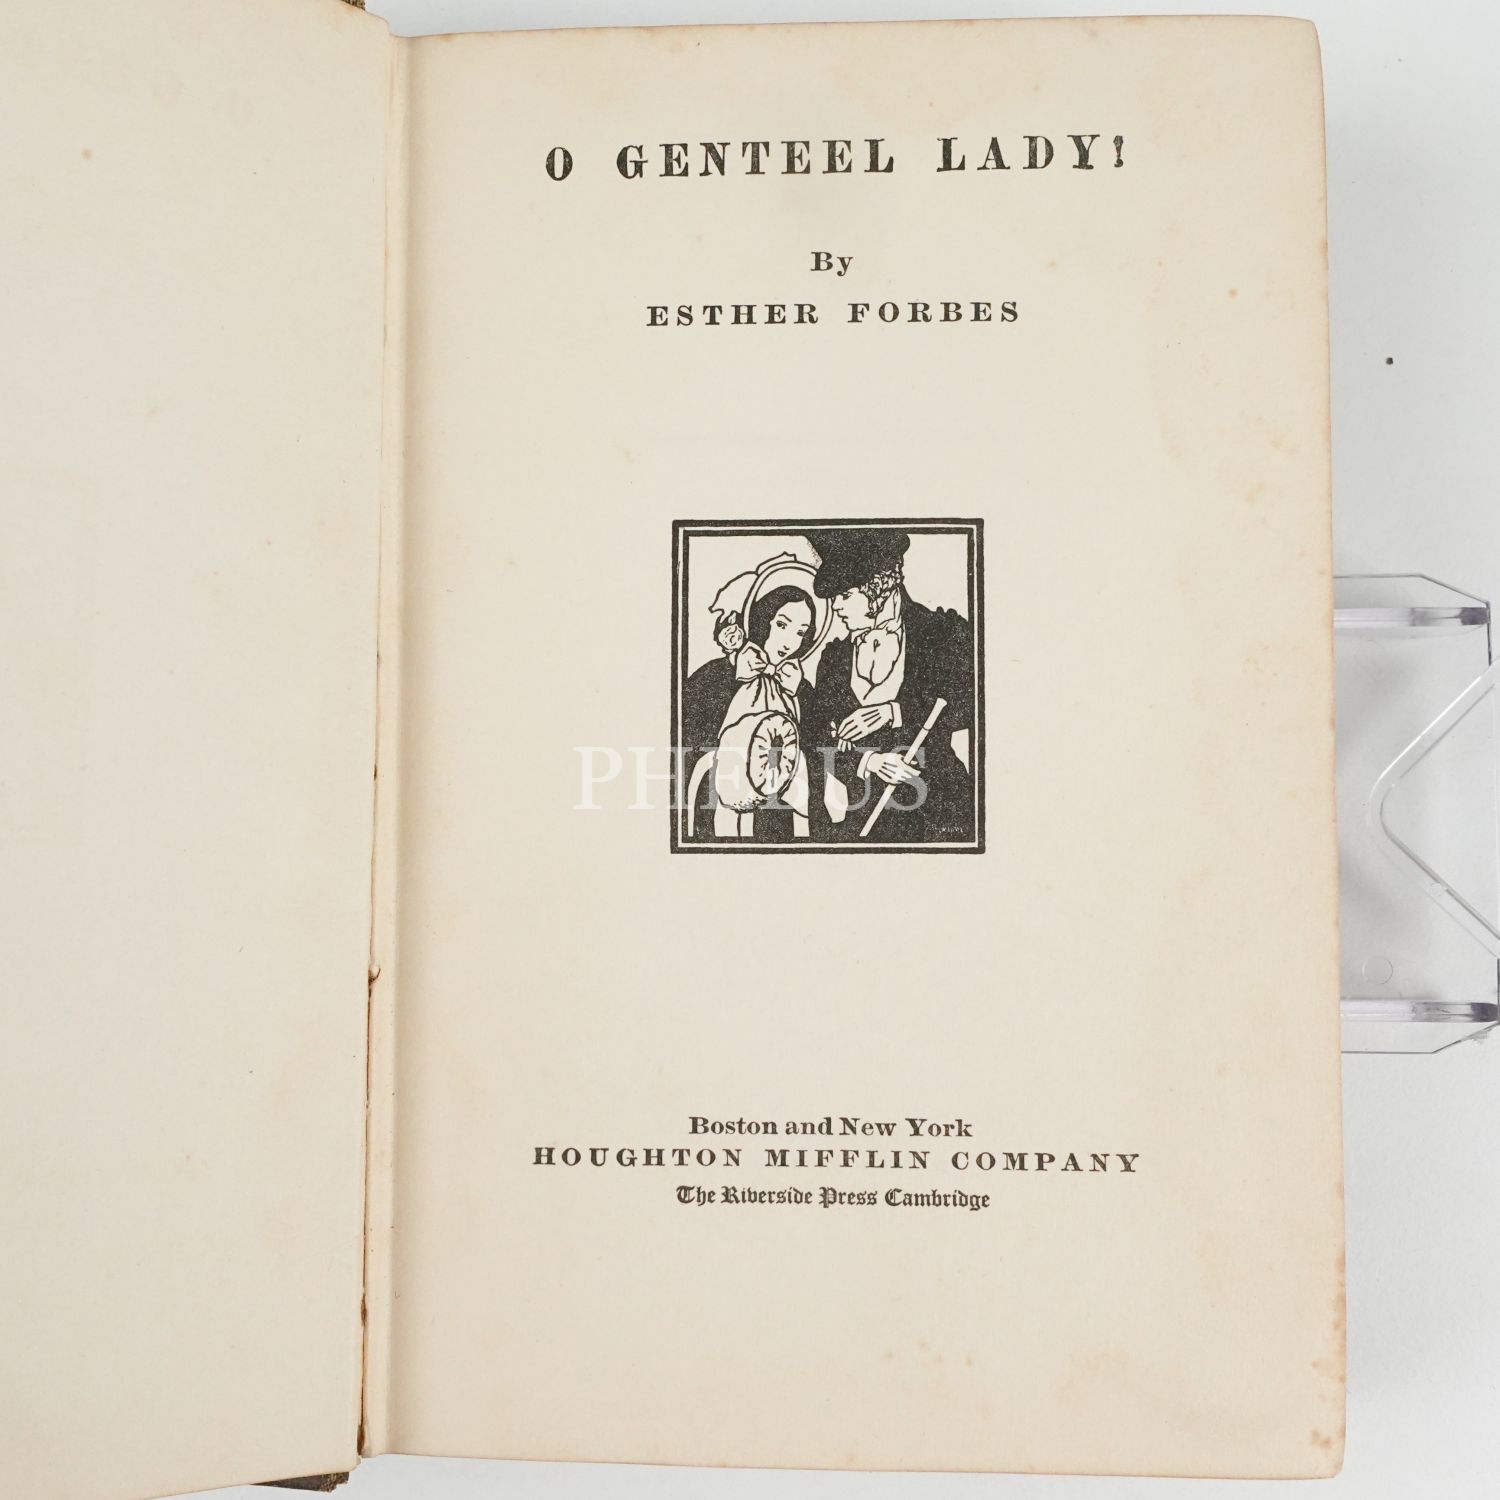 O GENTEEL LADY!
By
ESTHER FORBES
PHEBUS
Boston and New York
HOUGHTON MIFFLIN COMPANY
The Riverside Press Cambridge